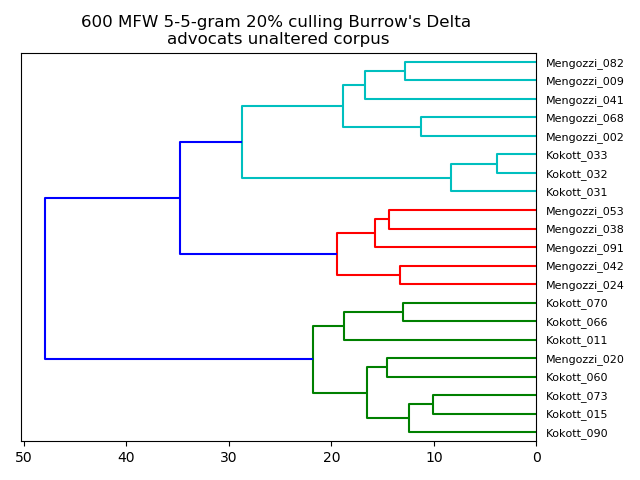 600 MFW 5-5-gram 20% culling Burrow's Delta
advocats unaltered corpus
Mengozzi_082
Mengozzi_009
Mengozzi_041
Mengozzi_068
Mengozzi_002
Kokott_033
Kokott_032
Kokott_031
Mengozzi_053
Mengozzi_038
Mengozzi_091
Mengozzi_042
Mengozzi_024
Kokott_070
Kokott_066
Kokott_011
Mengozzi_020
Kokott_060
Kokott_073
Kokott_015
Kokott_090
50 40 30 20 10 0